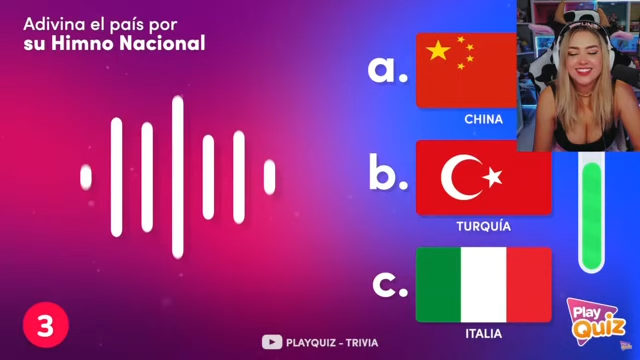 Adivina el país por
su Himno Nacional
a.
CHINA
b.
TURQUÍA
c.
ITALIA
3
PLAYQUIZ - TRIVIA
Play
Quiz